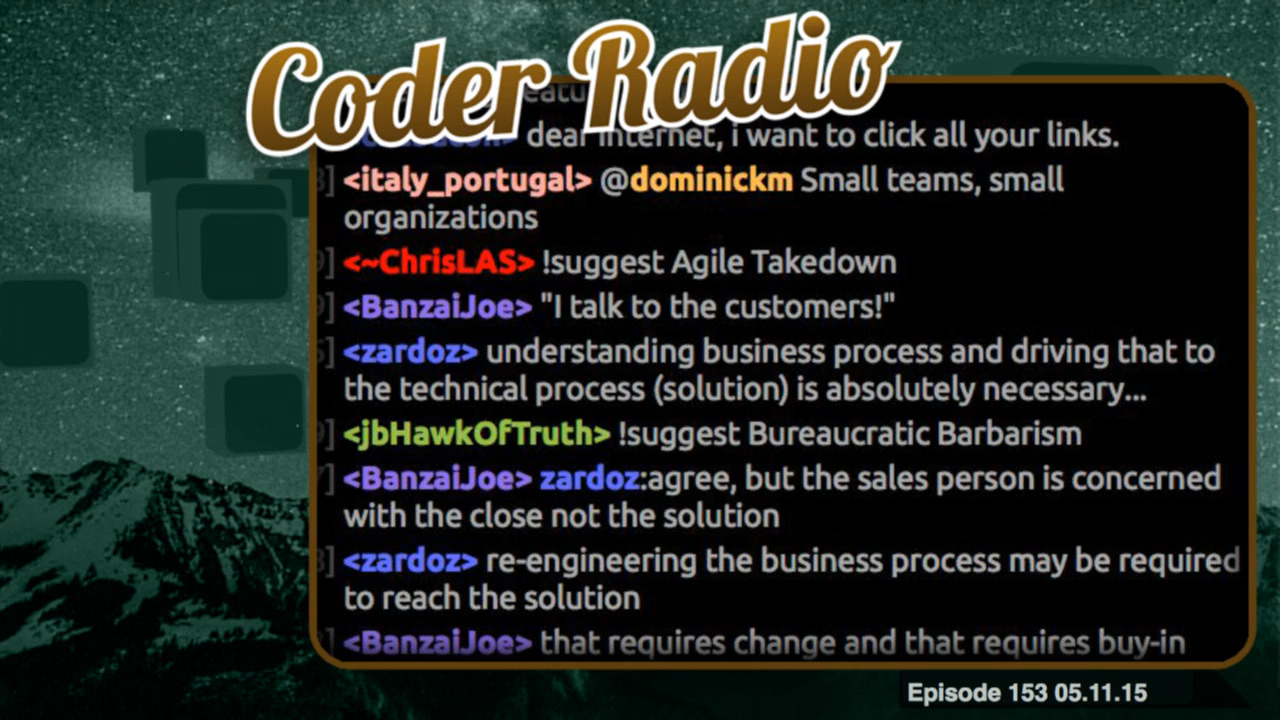 Coder Radio
dear internet, i want to click all your links.
<italy_portugal> @dominickm Small teams, small
organizations
<~ChrisLAS> !suggest Agile Takedown
<BanzaiJoe> "I talk to the customers!"
<zardoz> understanding business process and driving that to
the technical process (solution) is absolutely necessary...
<jbHawkOfTruth> !suggest Bureaucratic Barbarism
<BanzaiJoe> zardoz:agree, but the sales person is concerned
with the close not the solution
<zardoz> re-engineering the business process may be required
to reach the solution
<BanzaiJoe> that requires change and that requires buy-in
Episode 153 05.11.15